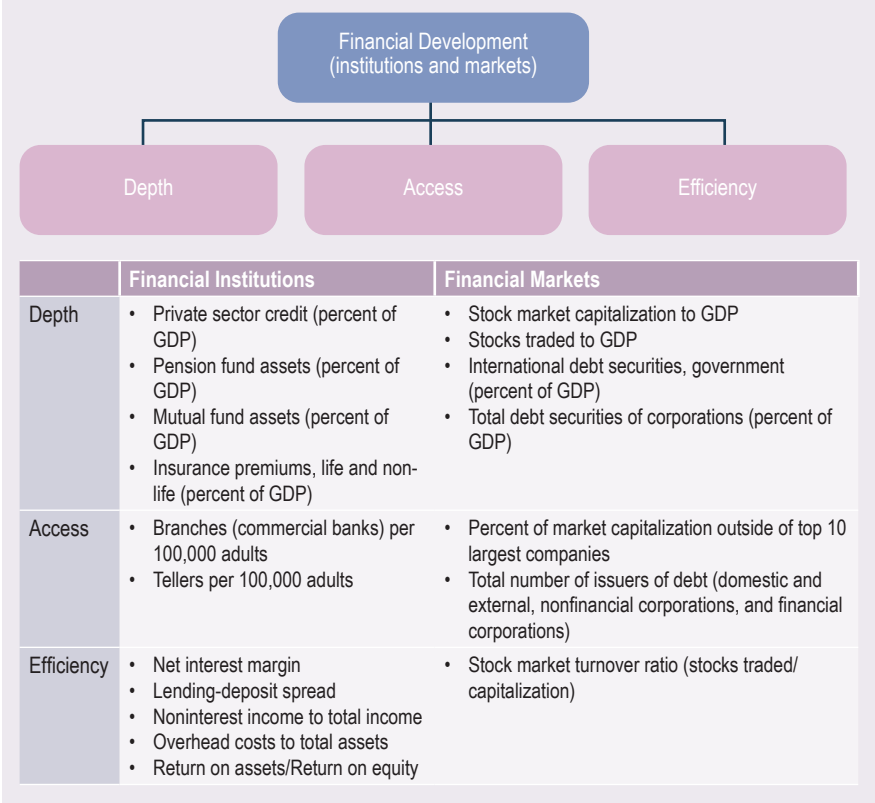 Financial Development
(institutions and markets)
Depth
Access
Efficiency
Financial Institutions
Financial Markets
Depth
• Private sector credit (percent of
GDP)
• Pension fund assets (percent of
GDP)
• Mutual fund assets (percent of
GDP)
• Insurance premiums, life and non-
life (percent of GDP)
• Stock market capitalization to GDP
• Stocks traded to GDP
• International debt securities, government
(percent of GDP)
• Total debt securities of corporations (percent of
GDP)
Access
• Branches (commercial banks) per
100,000 adults
• Tellers per 100,000 adults
• Percent of market capitalization outside of top 10
largest companies
• Total number of issuers of debt (domestic and
external, nonfinancial corporations, and financial
corporations)
Efficiency
• Net interest margin
• Lending-deposit spread
• Noninterest income to total income
• Overhead costs to total assets
• Return on assets/Return on equity
• Stock market turnover ratio (stocks traded/
capitalization)